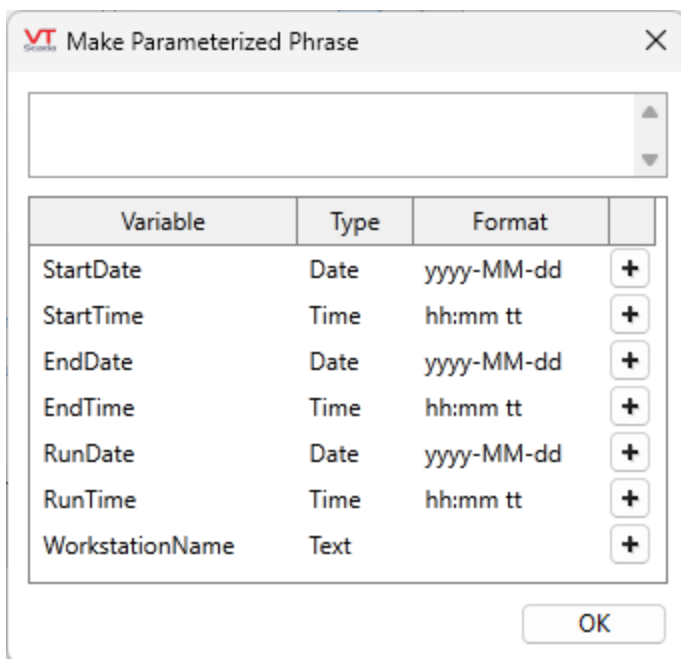 VT Scada Make Parameterized Phrase
Variable Type Format
StartDate Date yyyy-MM-dd +
StartTime Time hh:mm tt +
EndDate Date yyyy-MM-dd +
EndTime Time hh:mm tt +
RunDate Date yyyy-MM-dd +
RunTime Time hh:mm tt +
WorkstationName Text +
OK